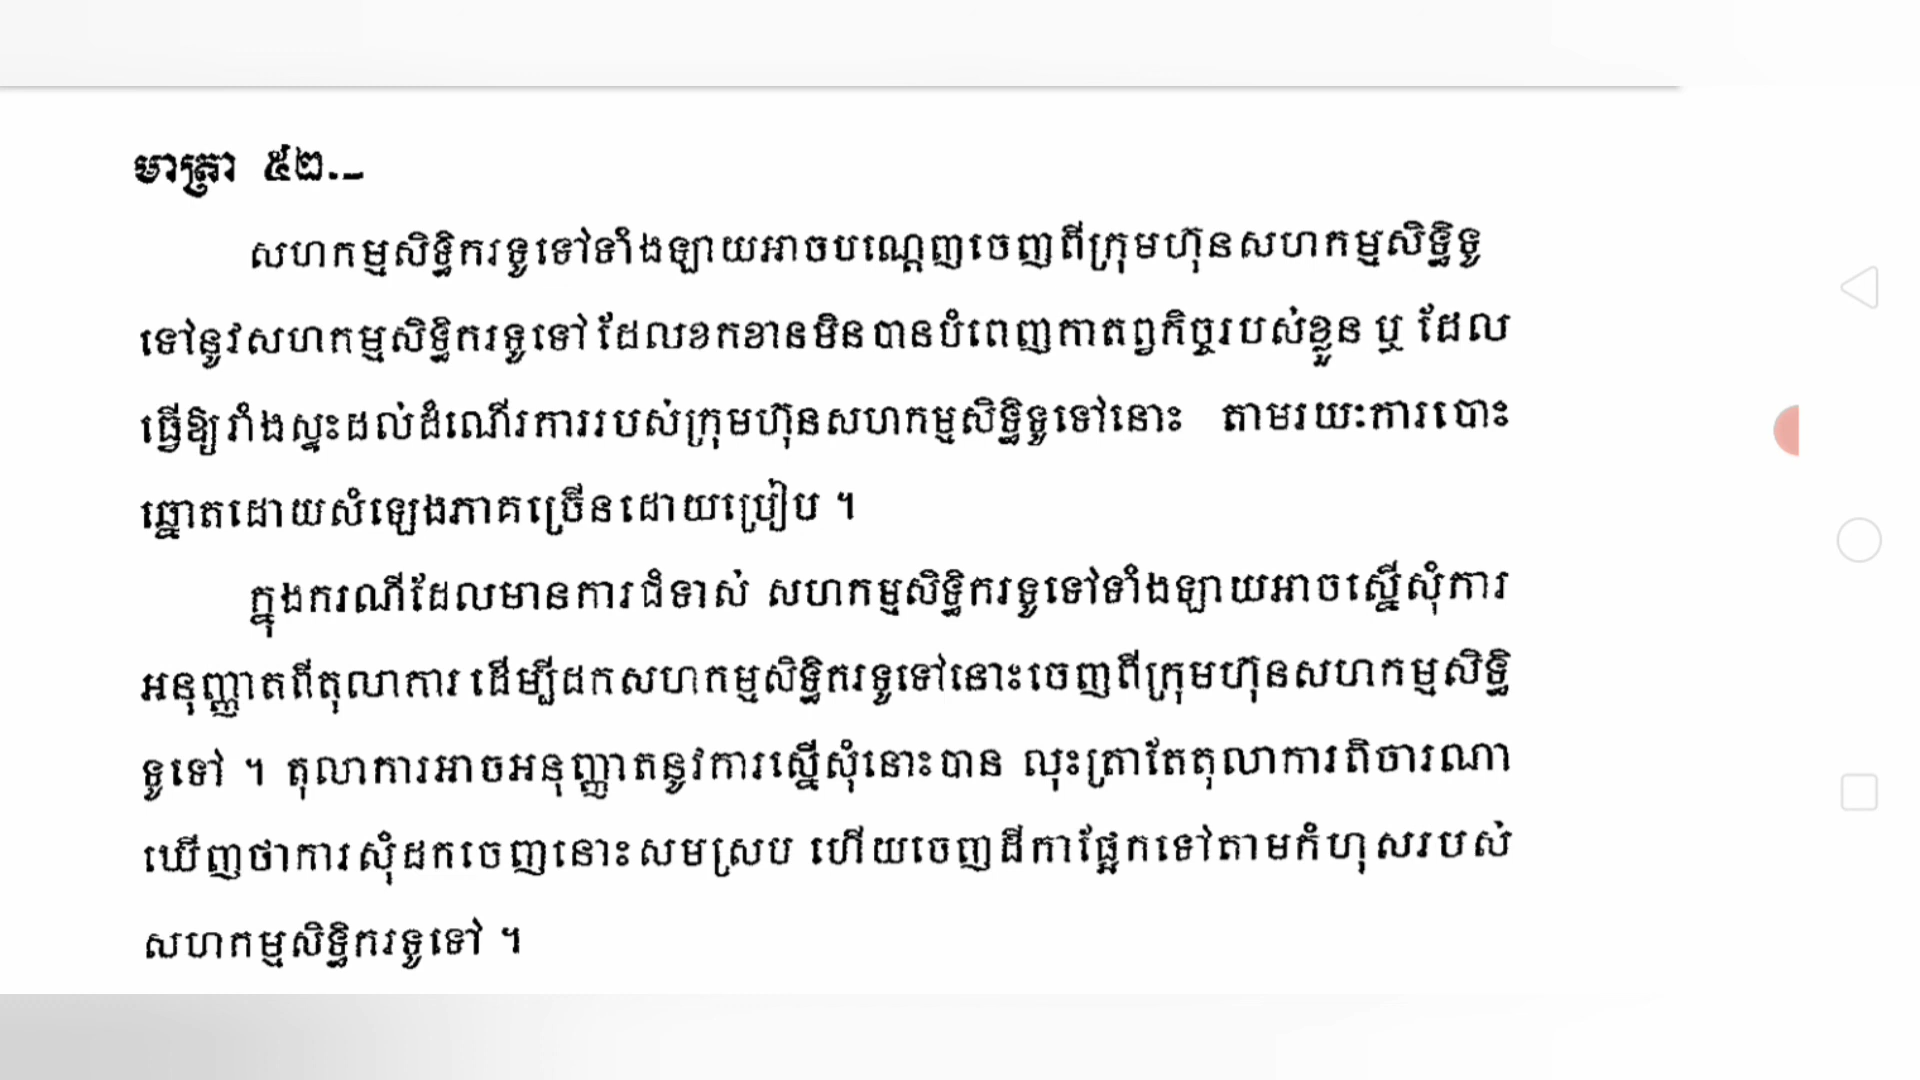 មាត្រា ៥២._
សហកម្មសិទ្ធិករទូទៅទាំងឡាយអាចបណ្តេញចេញពីក្រុមហ៊ុនសហកម្មសិទ្ធិទូ
ទៅនូវសហកម្មសិទ្ធិករទូទៅ ដែលខកខានមិនបានបំពេញកាតព្វកិច្ចរបស់ខ្លួន ឬ ដែល
ធ្វើឱ្យរាំងស្ទះដល់ដំណើរការរបស់ក្រុមហ៊ុនសហកម្មសិទ្ធិទូទៅនោះ តាមរយៈការបោះ
ឆ្នោតដោយសំឡេងភាគច្រើនដោយប្រៀប ។
ក្នុងករណីដែលមានការជំទាស់ សហកម្មសិទ្ធិករទូទៅទាំងឡាយអាចស្នើសុំការ
អនុញ្ញាតពីតុលាការ ដើម្បីដកសហកម្មសិទ្ធិករទូទៅនោះចេញពីក្រុមហ៊ុនសហកម្មសិទ្ធិ
ទូទៅ ។ តុលាការអាចអនុញ្ញាតនូវការស្នើសុំនោះបាន លុះត្រាតែតុលាការពិចារណា
ឃើញថាការសុំដកចេញនោះសមស្រប ហើយចេញដីកាផ្អែកទៅតាមកំហុសរបស់
សហកម្មសិទ្ធិករទូទៅ ។